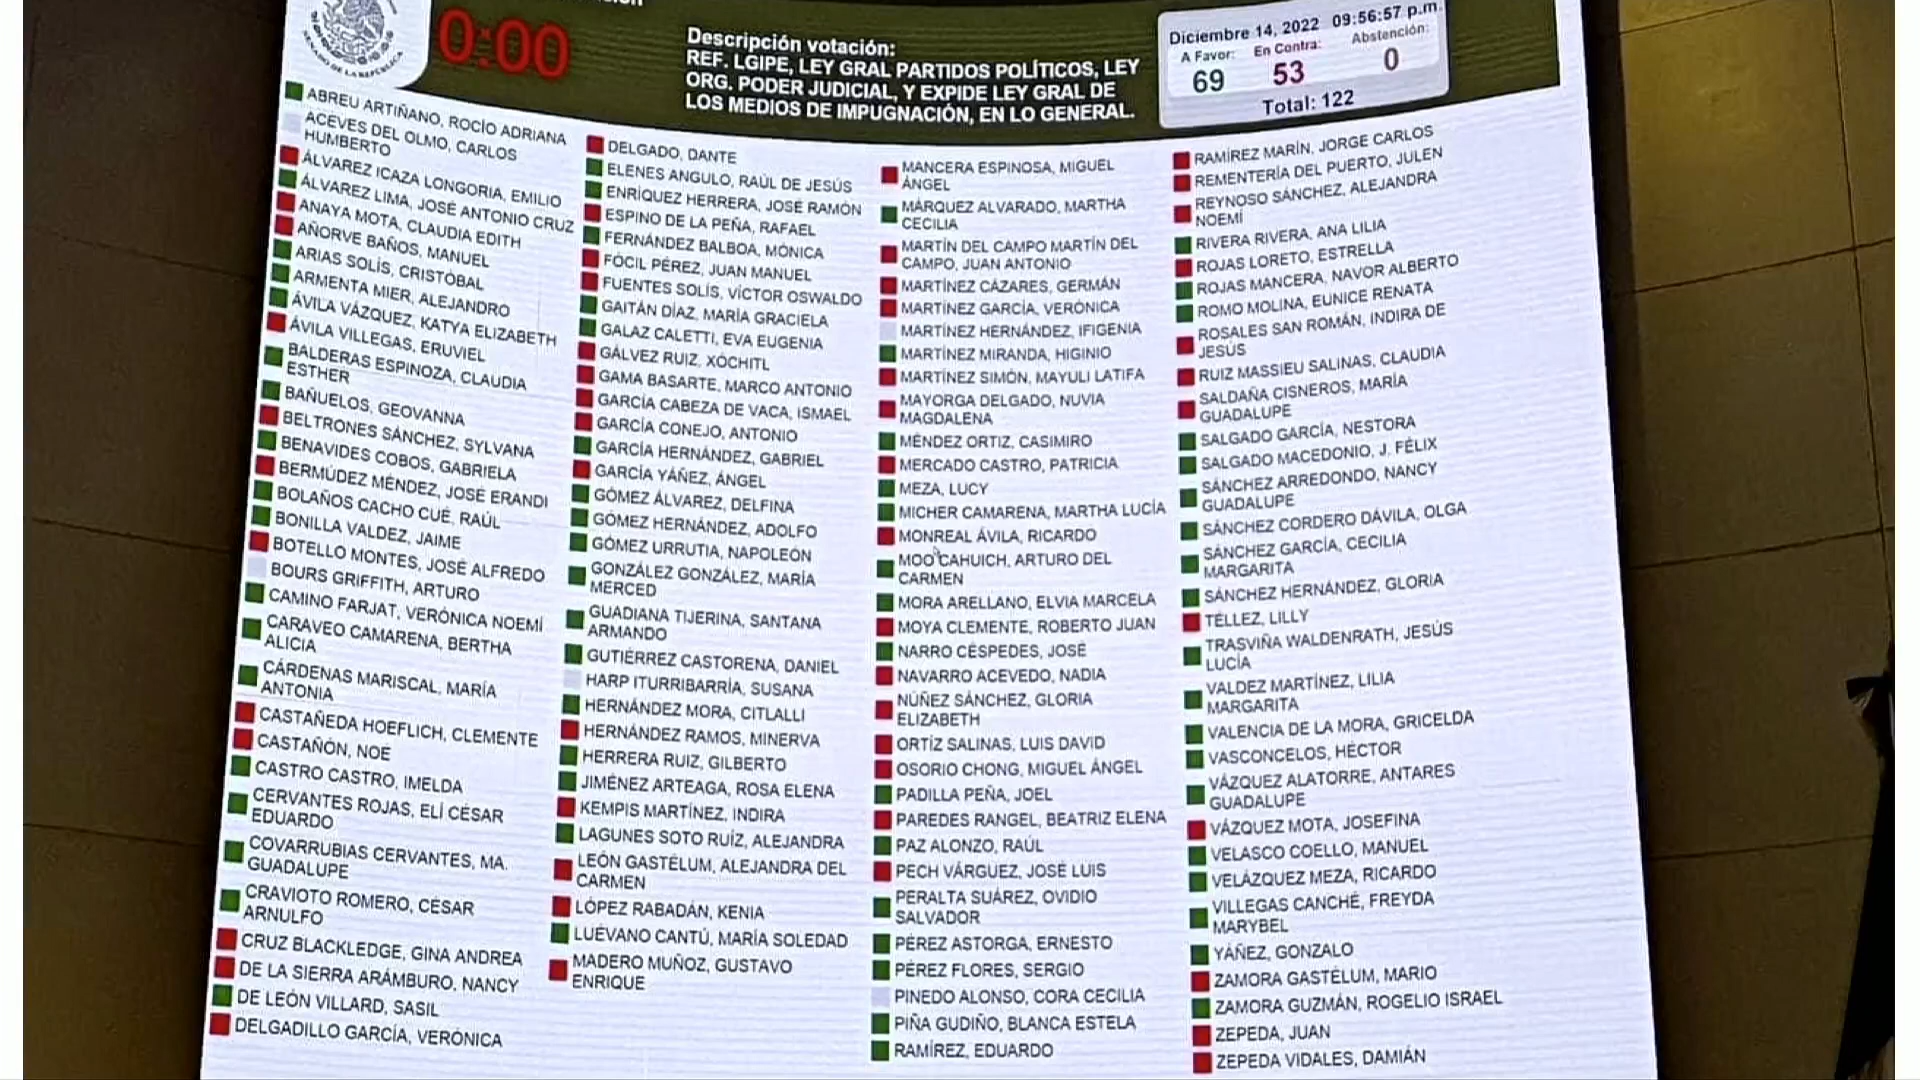 0:00
Descripción votación:
REF. LGIPE, LEY GRAL PARTIDOS POLÍTICOS, LEY
ORG. PODER JUDICIAL, Y EXPIDE LEY GRAL DE
LOS MEDIOS DE IMPUGNACIÓN, EN LO GENERAL.
Diciembre 14, 2022 09:56:57 p.m.
A Favor: En Contra: Abstención:
69 53 0
Total: 122
SENADO DE LA REPÚBLICA
ABREU ARTIÑANO, ROCÍO ADRIANA
ACEVES DEL OLMO, CARLOS
HUMBERTO
ÁLVAREZ ICAZA LONGORIA, EMILIO
ÁLVAREZ LIMA, JOSÉ ANTONIO CRUZ
ANAYA MOTA, CLAUDIA EDITH
AÑORVE BAÑOS, MANUEL
ARIAS SOLÍS, CRISTÓBAL
ARMENTA MIER, ALEJANDRO
ÁVILA VÁZQUEZ, KATYA ELIZABETH
ÁVILA VILLEGAS, ERUVIEL
BALDERAS ESPINOZA, CLAUDIA
ESTHER
BAÑUELOS, GEOVANNA
BELTRONES SÁNCHEZ, SYLVANA
BENAVIDES COBOS, GABRIELA
BERMÚDEZ MÉNDEZ, JOSÉ ERANDI
BOLAÑOS CACHO CUÉ, RAÚL
BONILLA VALDEZ, JAIME
BOTELLO MONTES, JOSÉ ALFREDO
BOURS GRIFFITH, ARTURO
CAMINO FARJAT, VERÓNICA NOEMÍ
CARAVEO CAMARENA, BERTHA
ALICIA
CÁRDENAS MARISCAL, MARÍA
ANTONIA
CASTAÑEDA HOEFLICH, CLEMENTE
CASTAÑÓN, NOÉ
CASTRO CASTRO, IMELDA
CERVANTES ROJAS, ELÍ CÉSAR
EDUARDO
COVARRUBIAS CERVANTES, MA.
GUADALUPE
CRAVIOTO ROMERO, CÉSAR
ARNULFO
CRUZ BLACKLEDGE, GINA ANDREA
DE LA SIERRA ARÁMBURO, NANCY
DE LEÓN VILLARD, SASIL
DELGADILLO GARCÍA, VERÓNICA
DELGADO, DANTE
ELENES ANGULO, RAÚL DE JESÚS
ENRÍQUEZ HERRERA, JOSÉ RAMÓN
ESPINO DE LA PEÑA, RAFAEL
FERNÁNDEZ BALBOA, MÓNICA
FÓCIL PÉREZ, JUAN MANUEL
FUENTES SOLÍS, VÍCTOR OSWALDO
GAITÁN DÍAZ, MARÍA GRACIELA
GALAZ CALETTI, EVA EUGENIA
GÁLVEZ RUIZ, XÓCHITL
GAMA BASARTE, MARCO ANTONIO
GARCÍA CABEZA DE VACA, ISMAEL
GARCÍA CONEJO, ANTONIO
GARCÍA HERNÁNDEZ, GABRIEL
GARCÍA YÁÑEZ, ÁNGEL
GÓMEZ ÁLVAREZ, DELFINA
GÓMEZ HERNÁNDEZ, ADOLFO
GÓMEZ URRUTIA, NAPOLEÓN
GONZÁLEZ GONZÁLEZ, MARÍA
MERCED
GUADIANA TIJERINA, SANTANA
ARMANDO
GUTIÉRREZ CASTORENA, DANIEL
HARP ITURRIBARRÍA, SUSANA
HERNÁNDEZ MORA, CITLALLI
HERNÁNDEZ RAMOS, MINERVA
HERRERA RUIZ, GILBERTO
JIMÉNEZ ARTEAGA, ROSA ELENA
KEMPIS MARTÍNEZ, INDIRA
LAGUNES SOTO RUÍZ, ALEJANDRA
LEÓN GASTÉLUM, ALEJANDRA DEL
CARMEN
LÓPEZ RABADÁN, KENIA
LUÉVANO CANTÚ, MARÍA SOLEDAD
MADERO MUÑOZ, GUSTAVO
ENRIQUE
MANCERA ESPINOSA, MIGUEL
ÁNGEL
MÁRQUEZ ALVARADO, MARTHA
CECILIA
MARTÍN DEL CAMPO MARTÍN DEL
CAMPO, JUAN ANTONIO
MARTÍNEZ CÁZARES, GERMÁN
MARTÍNEZ GARCÍA, VERÓNICA
MARTÍNEZ HERNÁNDEZ, IFIGENIA
MARTÍNEZ MIRANDA, HIGINIO
MARTÍNEZ SIMÓN, MAYULI LATIFA
MAYORGA DELGADO, NUVIA
MAGDALENA
MÉNDEZ ORTIZ, CASIMIRO
MERCADO CASTRO, PATRICIA
MEZA, LUCY
MICHER CAMARENA, MARTHA LUCÍA
MONREAL ÁVILA, RICARDO
MOO CAHUICH, ARTURO DEL
CARMEN
MORA ARELLANO, ELVIA MARCELA
MOYA CLEMENTE, ROBERTO JUAN
NARRO CÉSPEDES, JOSÉ
NAVARRO ACEVEDO, NADIA
NÚÑEZ SÁNCHEZ, GLORIA
ELIZABETH
ORTÍZ SALINAS, LUIS DAVID
OSORIO CHONG, MIGUEL ÁNGEL
PADILLA PEÑA, JOEL
PAREDES RANGEL, BEATRIZ ELENA
PAZ ALONZO, RAÚL
PECH VÁRGUEZ, JOSÉ LUIS
PERALTA SUÁREZ, OVIDIO
SALVADOR
PÉREZ ASTORGA, ERNESTO
PÉREZ FLORES, SERGIO
PINEDO ALONSO, CORA CECILIA
PIÑA GUDIÑO, BLANCA ESTELA
RAMÍREZ, EDUARDO
RAMÍREZ MARÍN, JORGE CARLOS
REMENTERÍA DEL PUERTO, JULEN
REYNOSO SÁNCHEZ, ALEJANDRA
NOEMÍ
RIVERA RIVERA, ANA LILIA
ROJAS LORETO, ESTRELLA
ROJAS MANCERA, NAVOR ALBERTO
ROMO MOLINA, EUNICE RENATA
ROSALES SAN ROMÁN, INDIRA DE
JESÚS
RUIZ MASSIEU SALINAS, CLAUDIA
SALDAÑA CISNEROS, MARÍA
GUADALUPE
SALGADO GARCÍA, NESTORA
SALGADO MACEDONIO, J. FÉLIX
SÁNCHEZ ARREDONDO, NANCY
GUADALUPE
SÁNCHEZ CORDERO DÁVILA, OLGA
SÁNCHEZ GARCÍA, CECILIA
MARGARITA
SÁNCHEZ HERNÁNDEZ, GLORIA
TÉLLEZ, LILLY
TRASVIÑA WALDENRATH, JESÚS
LUCÍA
VALDEZ MARTÍNEZ, LILIA
MARGARITA
VALENCIA DE LA MORA, GRICELDA
VASCONCELOS, HÉCTOR
VÁZQUEZ ALATORRE, ANTARES
GUADALUPE
VÁZQUEZ MOTA, JOSEFINA
VELASCO COELLO, MANUEL
VELÁZQUEZ MEZA, RICARDO
VILLEGAS CANCHÉ, FREYDA
MARYBEL
YÁÑEZ, GONZALO
ZAMORA GASTÉLUM, MARIO
ZAMORA GUZMÁN, ROGELIO ISRAEL
ZEPEDA, JUAN
ZEPEDA VIDALES, DAMIÁN